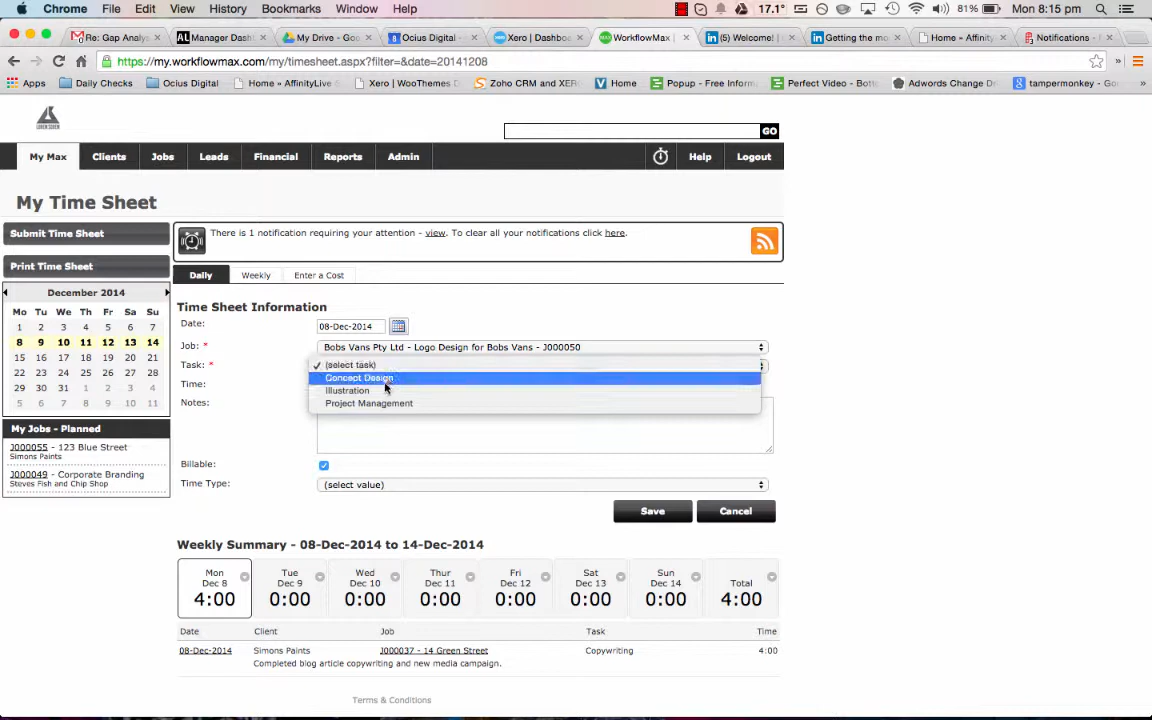 Chrome File Edit View History Bookmarks Window Help 17.1° 81% Mon 8:15 pm
Re: Gap Analys
Manager Dash
My Drive - Goo
Ocius Digital -
Xero | Dashboa
WorkflowMax |
(5) Welcome! |
Getting the mo
Home » Affinity
Notifications -
https://my.workflowmax.com/my/timesheet.aspx?filter=&date=20141208
Apps Daily Checks Ocius Digital Home » AffinityLive Xero | WooThemes D Zoho CRM and XER Home Popup - Free Inform Perfect Video - Bott Adwords Change Dr tampermonkey - Go »
GO
My Max Clients Jobs Leads Financial Reports Admin Help Logout
My Time Sheet
Submit Time Sheet
Print Time Sheet
There is 1 notification requiring your attention - view. To clear all your notifications click here.
Daily Weekly Enter a Cost
December 2014
Mo Tu We Th Fr Sa Su
1 2 3 4 5 6 7
8 9 10 11 12 13 14
15 16 17 18 19 20 21
22 23 24 25 26 27 28
29 30 31 1 2 3 4
5 6 7 8 9 10 11
My Jobs - Planned
J000055 - 123 Blue Street
Simons Paints
J000049 - Corporate Branding
Steves Fish and Chip Shop
Time Sheet Information
Date: 08-Dec-2014
Job: * Bobs Vans Pty Ltd - Logo Design for Bobs Vans - J000050
Task: * ✓ (select task)
Concept Design
Time: Illustration
Project Management
Notes:
Billable:
Time Type: (select value)
Save Cancel
Weekly Summary - 08-Dec-2014 to 14-Dec-2014
Mon Tue Wed Thur Fri Sat Sun Total
Dec 8 Dec 9 Dec 10 Dec 11 Dec 12 Dec 13 Dec 14
4:00 0:00 0:00 0:00 0:00 0:00 0:00 4:00
Date Client Job Task Time
08-Dec-2014 Simons Paints J000037 - 14 Green Street Copywriting 4:00
Completed blog article copywriting and new media campaign.
Terms & Conditions